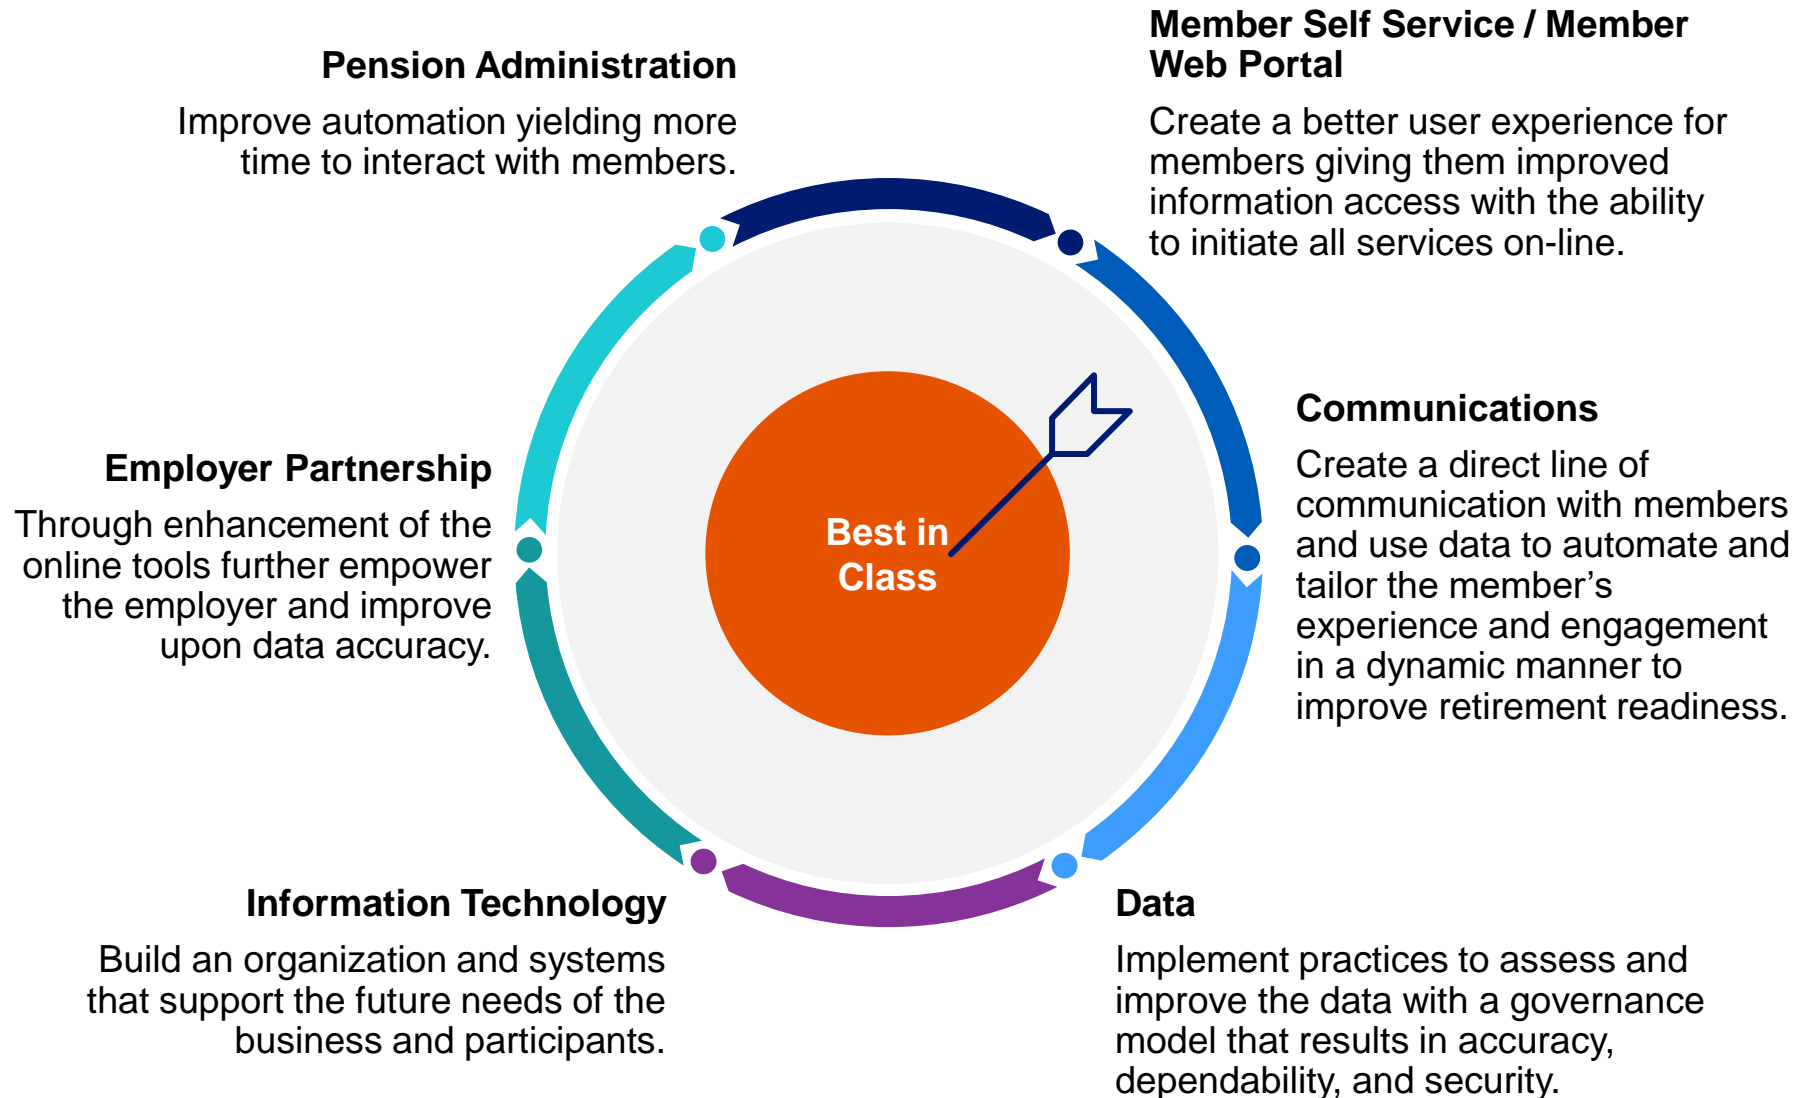 Pension Administration
Improve automation yielding more
time to interact with members.
Member Self Service / Member
Web Portal
Create a better user experience for
members giving them improved
information access with the ability
to initiate all services on-line.
Communications
Create a direct line of
communication with members
and use data to automate and
tailor the member’s
experience and engagement
in a dynamic manner to
improve retirement readiness.
Data
Implement practices to assess and
improve the data with a governance
model that results in accuracy,
dependability, and security.
Information Technology
Build an organization and systems
that support the future needs of the
business and participants.
Employer Partnership
Through enhancement of the
online tools further empower
the employer and improve
upon data accuracy.
Best in
Class